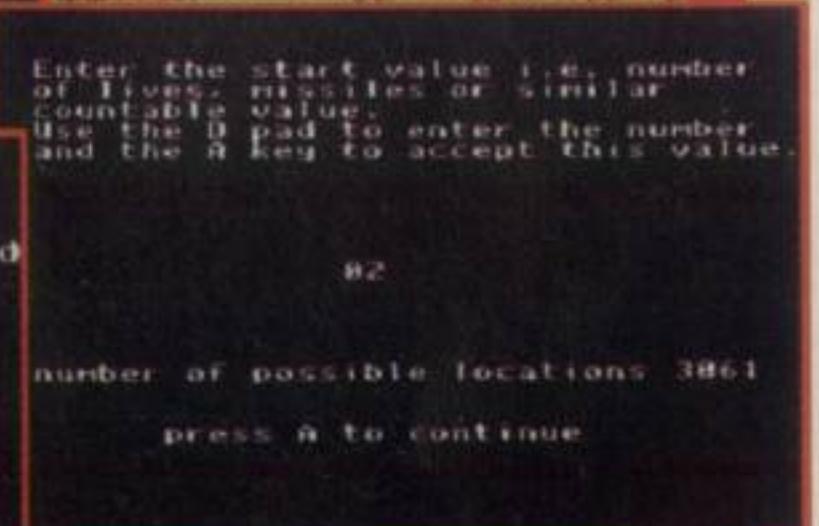 Enter the start value i.e. number
of lives, missiles or similar
countable value.
Use the D pad to enter the number
and the A key to accept this value.
d
02
number of possible locations 3061
press A to continue